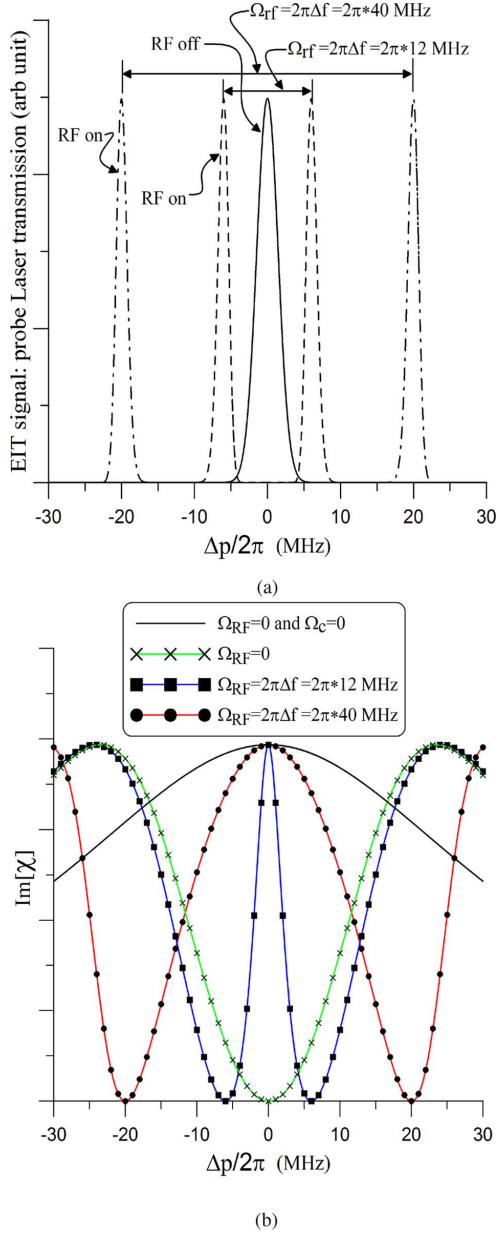 Ωrf=2πΔf=2π*40 MHz
RF off
Ωrf=2πΔf=2π*12 MHz
RF on
RF on
EIT signal: probe Laser transmission (arb unit)
-30 -20 -10 0 10 20 30
Δp/2π (MHz)
(a)
Ω_RF=0 and Ω_c=0
Ω_RF=0
Ω_RF=2πΔf=2π*12 MHz
Ω_RF=2πΔf=2π*40 MHz
Im[χ]
-30 -20 -10 0 10 20 30
Δp/2π (MHz)
(b)